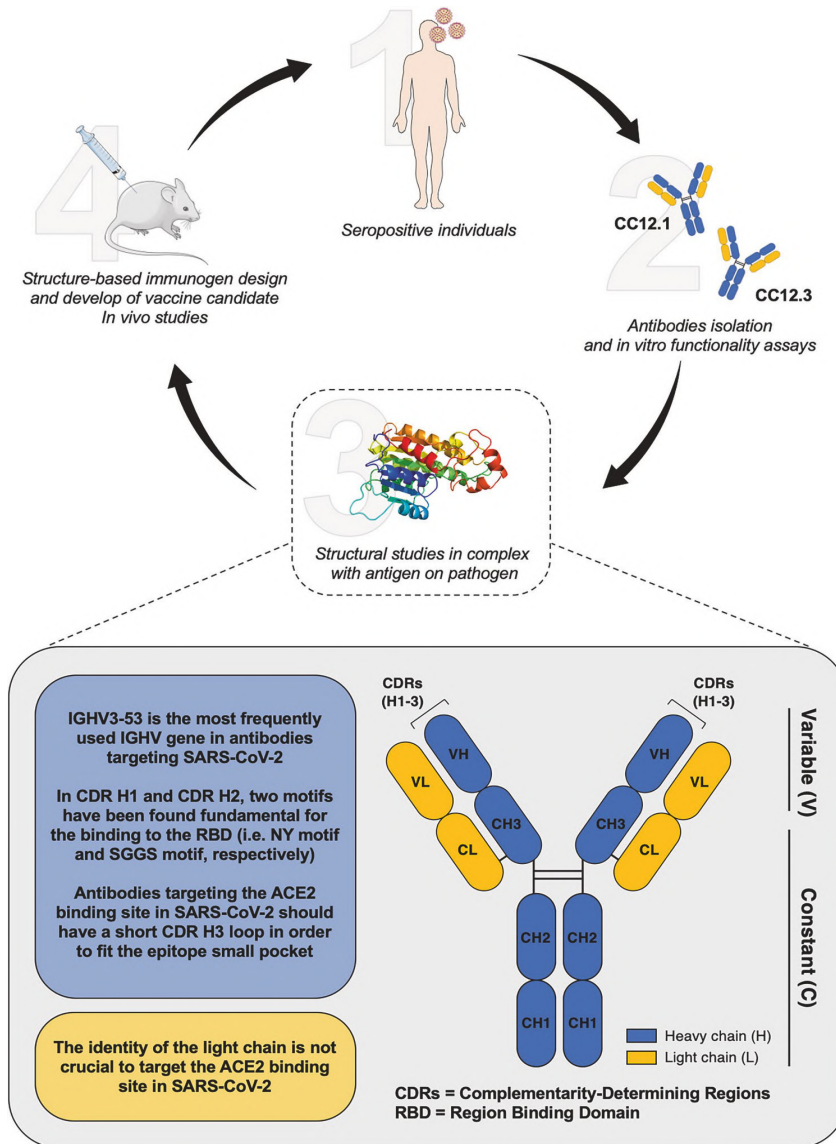 1
Seropositive individuals
2
CC12.1
CC12.3
Antibodies isolation
and in vitro functionality assays
3
Structural studies in complex
with antigen on pathogen
4
Structure-based immunogen design
and develop of vaccine candidate
In vivo studies
IGHV3-53 is the most frequently
used IGHV gene in antibodies
targeting SARS-CoV-2
In CDR H1 and CDR H2, two motifs
have been found fundamental for
the binding to the RBD (i.e. NY motif
and SGGS motif, respectively)
Antibodies targeting the ACE2
binding site in SARS-CoV-2 should
have a short CDR H3 loop in order
to fit the epitope small pocket
The identity of the light chain is not
crucial to target the ACE2 binding
site in SARS-CoV-2
CDRs
(H1-3)
CDRs
(H1-3)
VH
VH
VL
VL
CH3
CH3
CL
CL
CH2
CH2
CH1
CH1
Variable (V)
Constant (C)
Heavy chain (H)
Light chain (L)
CDRs = Complementarity-Determining Regions
RBD = Region Binding Domain